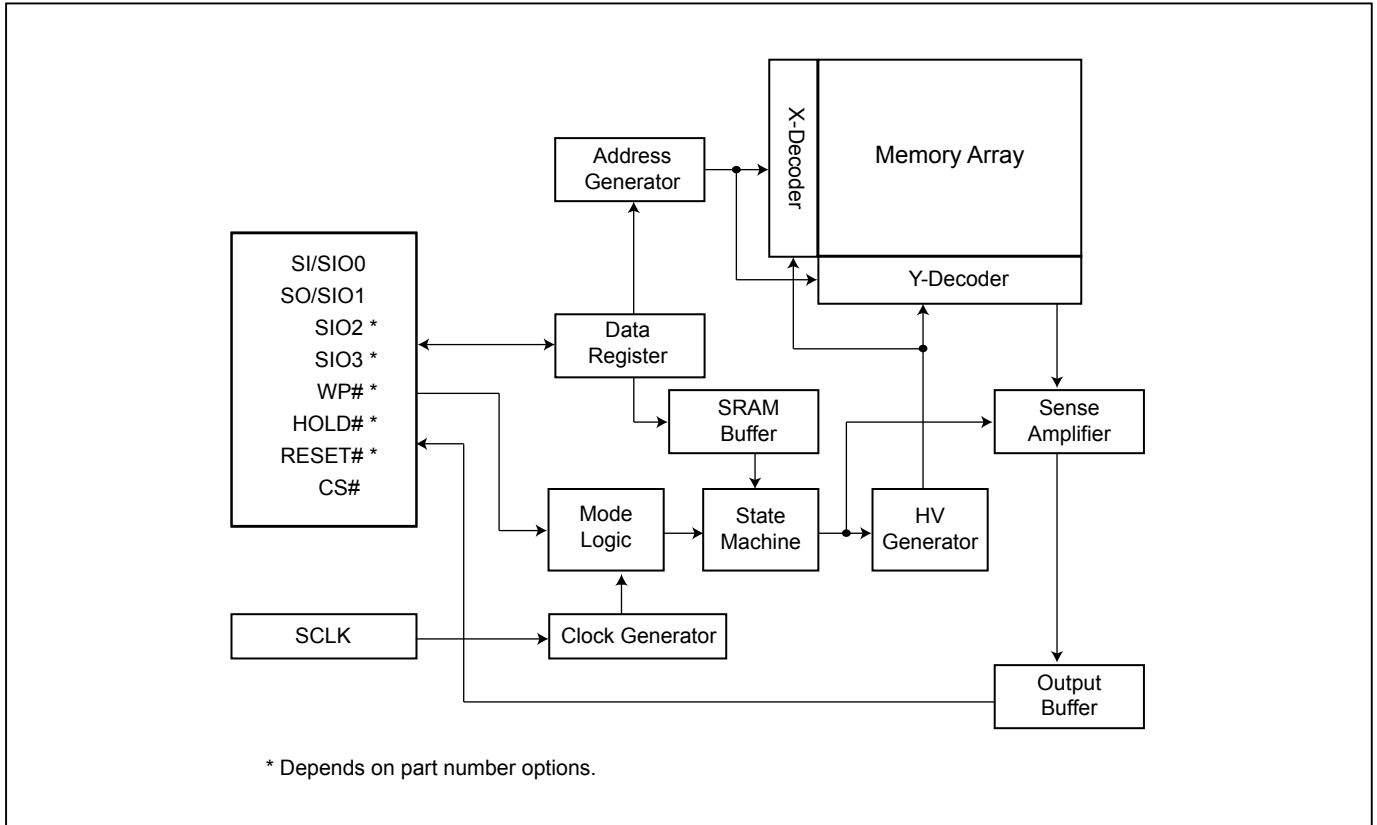 X-Decoder
Memory Array
Address
Generator
Y-Decoder
SI/SIO0
SO/SIO1
SIO2 *
SIO3 *
WP# *
HOLD# *
RESET# *
CS#
Data
Register
SRAM
Buffer
Sense
Amplifier
Mode
Logic
State
Machine
HV
Generator
SCLK
Clock Generator
Output
Buffer
* Depends on part number options.